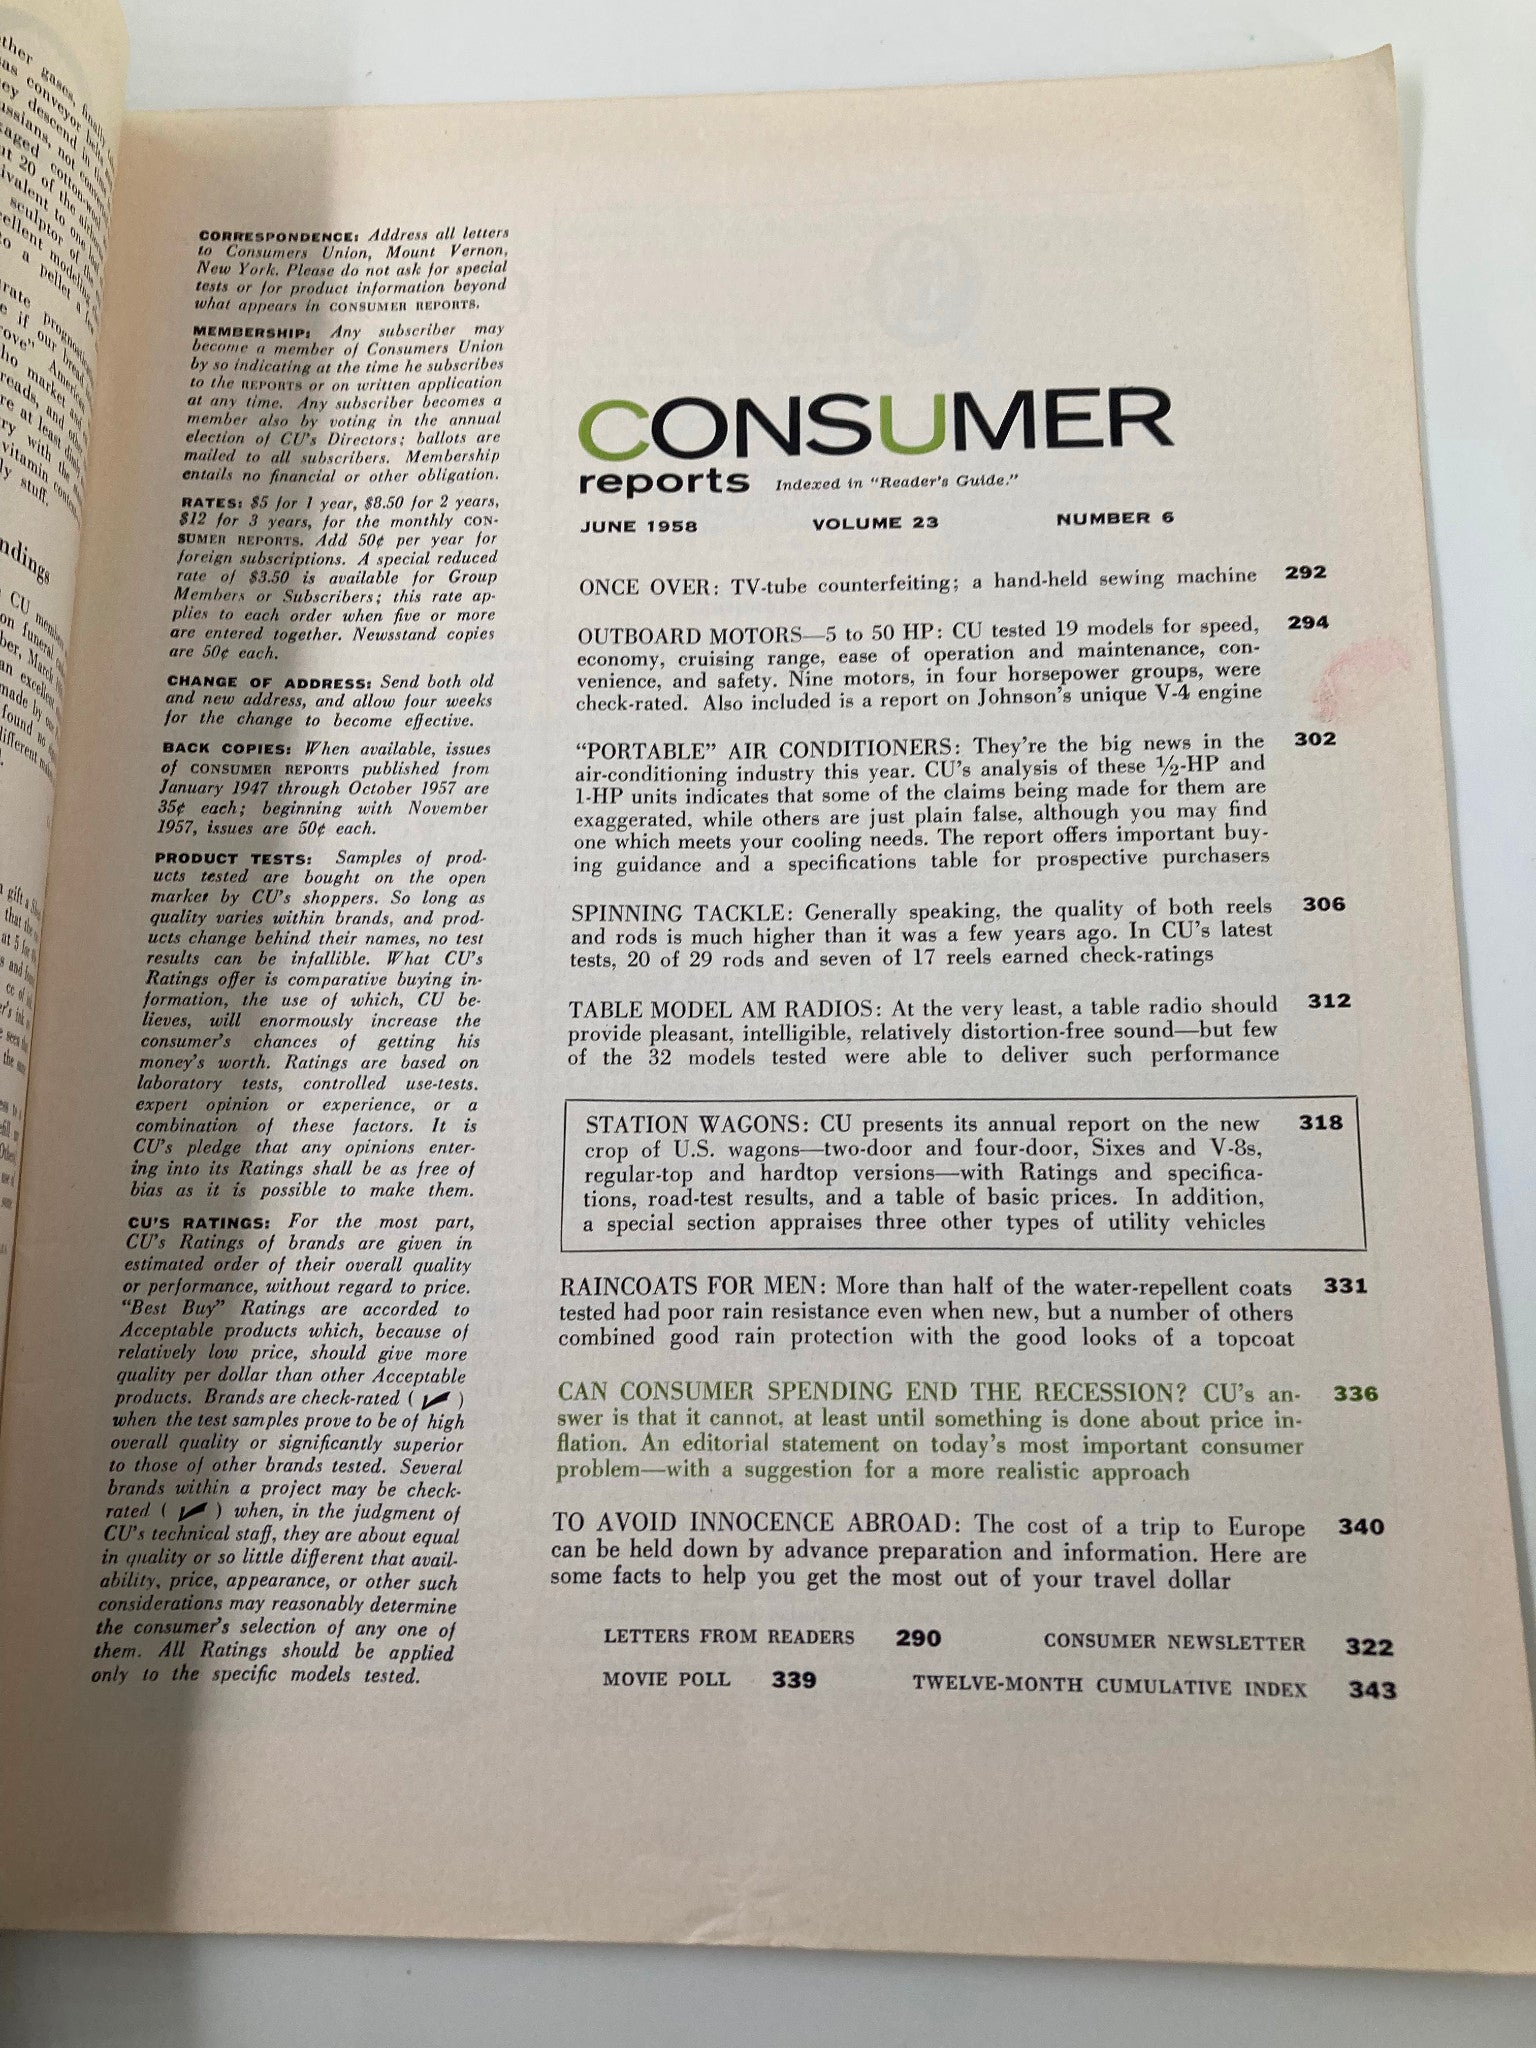 CORRESPONDENCE: Address all letters
to Consumers Union, Mount Vernon,
New York. Please do not ask for special
tests or for product information beyond
what appears in CONSUMER REPORTS.
MEMBERSHIP: Any subscriber may
become a member of Consumers Union
by so indicating at the time he subscribes
to the REPORTS or on written application
at any time. Any subscriber becomes a
member also by voting in the annual
election of CU's Directors; ballots are
mailed to all subscribers. Membership
entails no financial or other obligation.
RATES: $5 for 1 year, $8.50 for 2 years,
$12 for 3 years, for the monthly CON-
SUMER REPORTS. Add 50¢ per year for
foreign subscriptions. A special reduced
rate of $3.50 is available for Group
Members or Subscribers; this rate ap-
plies to each order when five or more
are entered together. Newsstand copies
are 50¢ each.
CHANGE OF ADDRESS: Send both old
and new address, and allow four weeks
for the change to become effective.
BACK COPIES: When available, issues
of CONSUMER REPORTS published from
January 1947 through October 1957 are
35¢ each; beginning with November
1957, issues are 50¢ each.
PRODUCT TESTS: Samples of prod-
ucts tested are bought on the open
market by CU's shoppers. So long as
quality varies within brands, and prod-
ucts change behind their names, no test
results can be infallible. What CU's
Ratings offer is comparative buying in-
formation, the use of which, CU be-
lieves, will enormously increase the
consumer's chances of getting his
money's worth. Ratings are based on
laboratory tests, controlled use-tests.
expert opinion or experience, or a
combination of these factors. It is
CU's pledge that any opinions enter-
ing into its Ratings shall be as free of
bias as it is possible to make them.
CU'S RATINGS: For the most part,
CU's Ratings of brands are given in
estimated order of their overall quality
or performance, without regard to price.
"Best Buy" Ratings are accorded to
Acceptable products which, because of
relatively low price, should give more
quality per dollar than other Acceptable
products. Brands are check-rated (✓)
when the test samples prove to be of high
overall quality or significantly superior
to those of other brands tested. Several
brands within a project may be check-
rated (✓) when, in the judgment of
CU's technical staff, they are about equal
in quality or so little different that avail-
ability, price, appearance, or other such
considerations may reasonably determine
the consumer's selection of any one of
them. All Ratings should be applied
only to the specific models tested.
CONSUMER
reports Indexed in "Reader's Guide."
JUNE 1958 VOLUME 23 NUMBER 6
ONCE OVER: TV-tube counterfeiting; a hand-held sewing machine 292
OUTBOARD MOTORS—5 to 50 HP: CU tested 19 models for speed, 294
economy, cruising range, ease of operation and maintenance, con-
venience, and safety. Nine motors, in four horsepower groups, were
check-rated. Also included is a report on Johnson's unique V-4 engine
"PORTABLE" AIR CONDITIONERS: They're the big news in the 302
air-conditioning industry this year. CU's analysis of these ½-HP and
1-HP units indicates that some of the claims being made for them are
exaggerated, while others are just plain false, although you may find
one which meets your cooling needs. The report offers important buy-
ing guidance and a specifications table for prospective purchasers
SPINNING TACKLE: Generally speaking, the quality of both reels 306
and rods is much higher than it was a few years ago. In CU's latest
tests, 20 of 29 rods and seven of 17 reels earned check-ratings
TABLE MODEL AM RADIOS: At the very least, a table radio should 312
provide pleasant, intelligible, relatively distortion-free sound—but few
of the 32 models tested were able to deliver such performance
STATION WAGONS: CU presents its annual report on the new 318
crop of U.S. wagons—two-door and four-door, Sixes and V-8s,
regular-top and hardtop versions—with Ratings and specifica-
tions, road-test results, and a table of basic prices. In addition,
a special section appraises three other types of utility vehicles
RAINCOATS FOR MEN: More than half of the water-repellent coats 331
tested had poor rain resistance even when new, but a number of others
combined good rain protection with the good looks of a topcoat
CAN CONSUMER SPENDING END THE RECESSION? CU's an- 336
swer is that it cannot, at least until something is done about price in-
flation. An editorial statement on today's most important consumer
problem—with a suggestion for a more realistic approach
TO AVOID INNOCENCE ABROAD: The cost of a trip to Europe 340
can be held down by advance preparation and information. Here are
some facts to help you get the most out of your travel dollar
LETTERS FROM READERS 290 CONSUMER NEWSLETTER 322
MOVIE POLL 339 TWELVE-MONTH CUMULATIVE INDEX 343